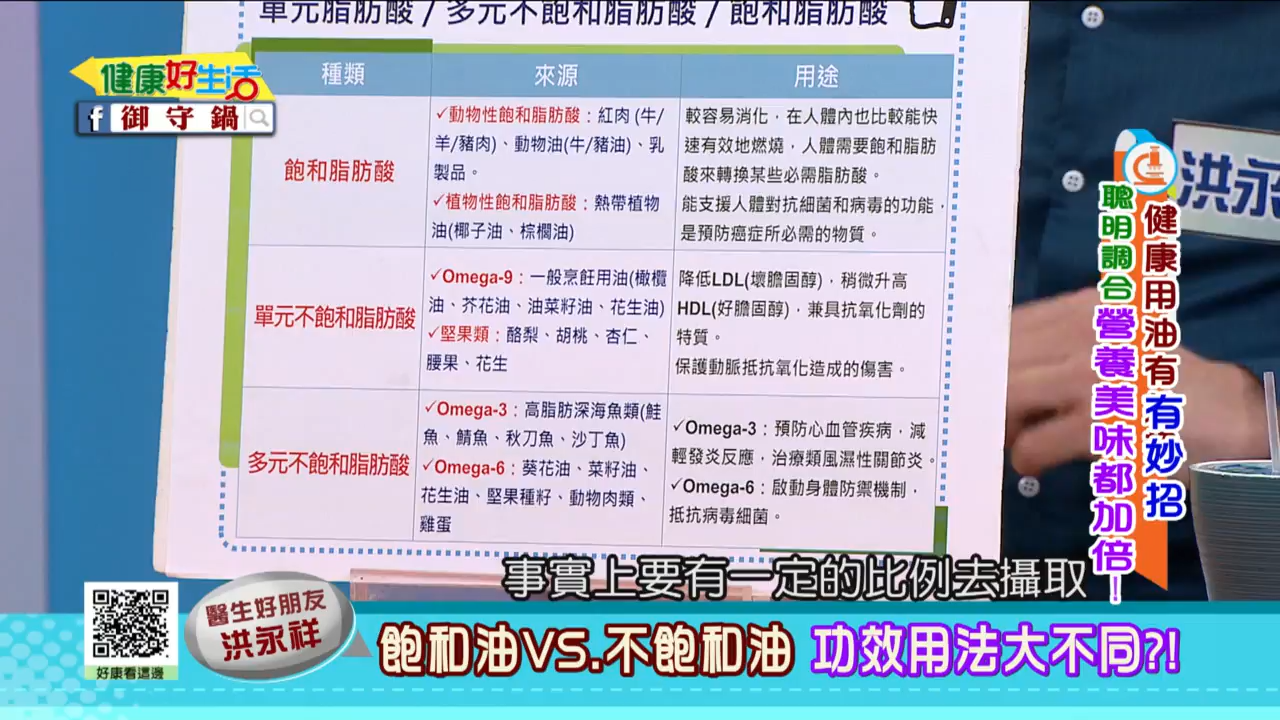 單元脂肪酸/多元不飽和脂肪酸/飽和脂肪酸
健康好生活
御守鍋
種類
來源
用途
飽和脂肪酸
✓動物性飽和脂肪酸：紅肉(牛/
羊/豬肉)、動物油(牛/豬油)、乳
製品。
✓植物性飽和脂肪酸：熱帶植物
油(椰子油、棕櫚油)
較容易消化，在人體內也比較能快
速有效地燃燒，人體需要飽和脂肪
酸來轉換某些必需脂肪酸。
能支援人體對抗細菌和病毒的功能，
是預防癌症所必需的物質。
單元不飽和脂肪酸
✓Omega-9：一般烹飪用油(橄欖
油、芥花油、油菜籽油、花生油)
✓堅果類：酪梨、胡桃、杏仁、
腰果、花生
降低LDL(壞膽固醇)，稍微升高
HDL(好膽固醇)，兼具抗氧化劑的
特質。
保護動脈抵抗氧化造成的傷害。
多元不飽和脂肪酸
✓Omega-3：高脂肪深海魚類(鮭
魚、鯖魚、秋刀魚、沙丁魚)
✓Omega-6：葵花油、菜籽油、
花生油、堅果種籽、動物肉類、
雞蛋
✓Omega-3：預防心血管疾病，減
輕發炎反應，治療類風濕性關節炎。
✓Omega-6：啟動身體防禦機制，
抵抗病毒細菌。
洪永
健康用油有有妙招
聰明調合營養美味都加倍！
事實上要有一定的比例去攝取
好康看這邊
醫生好朋友
洪永祥
飽和油VS.不飽和油 功效用法大不同?!